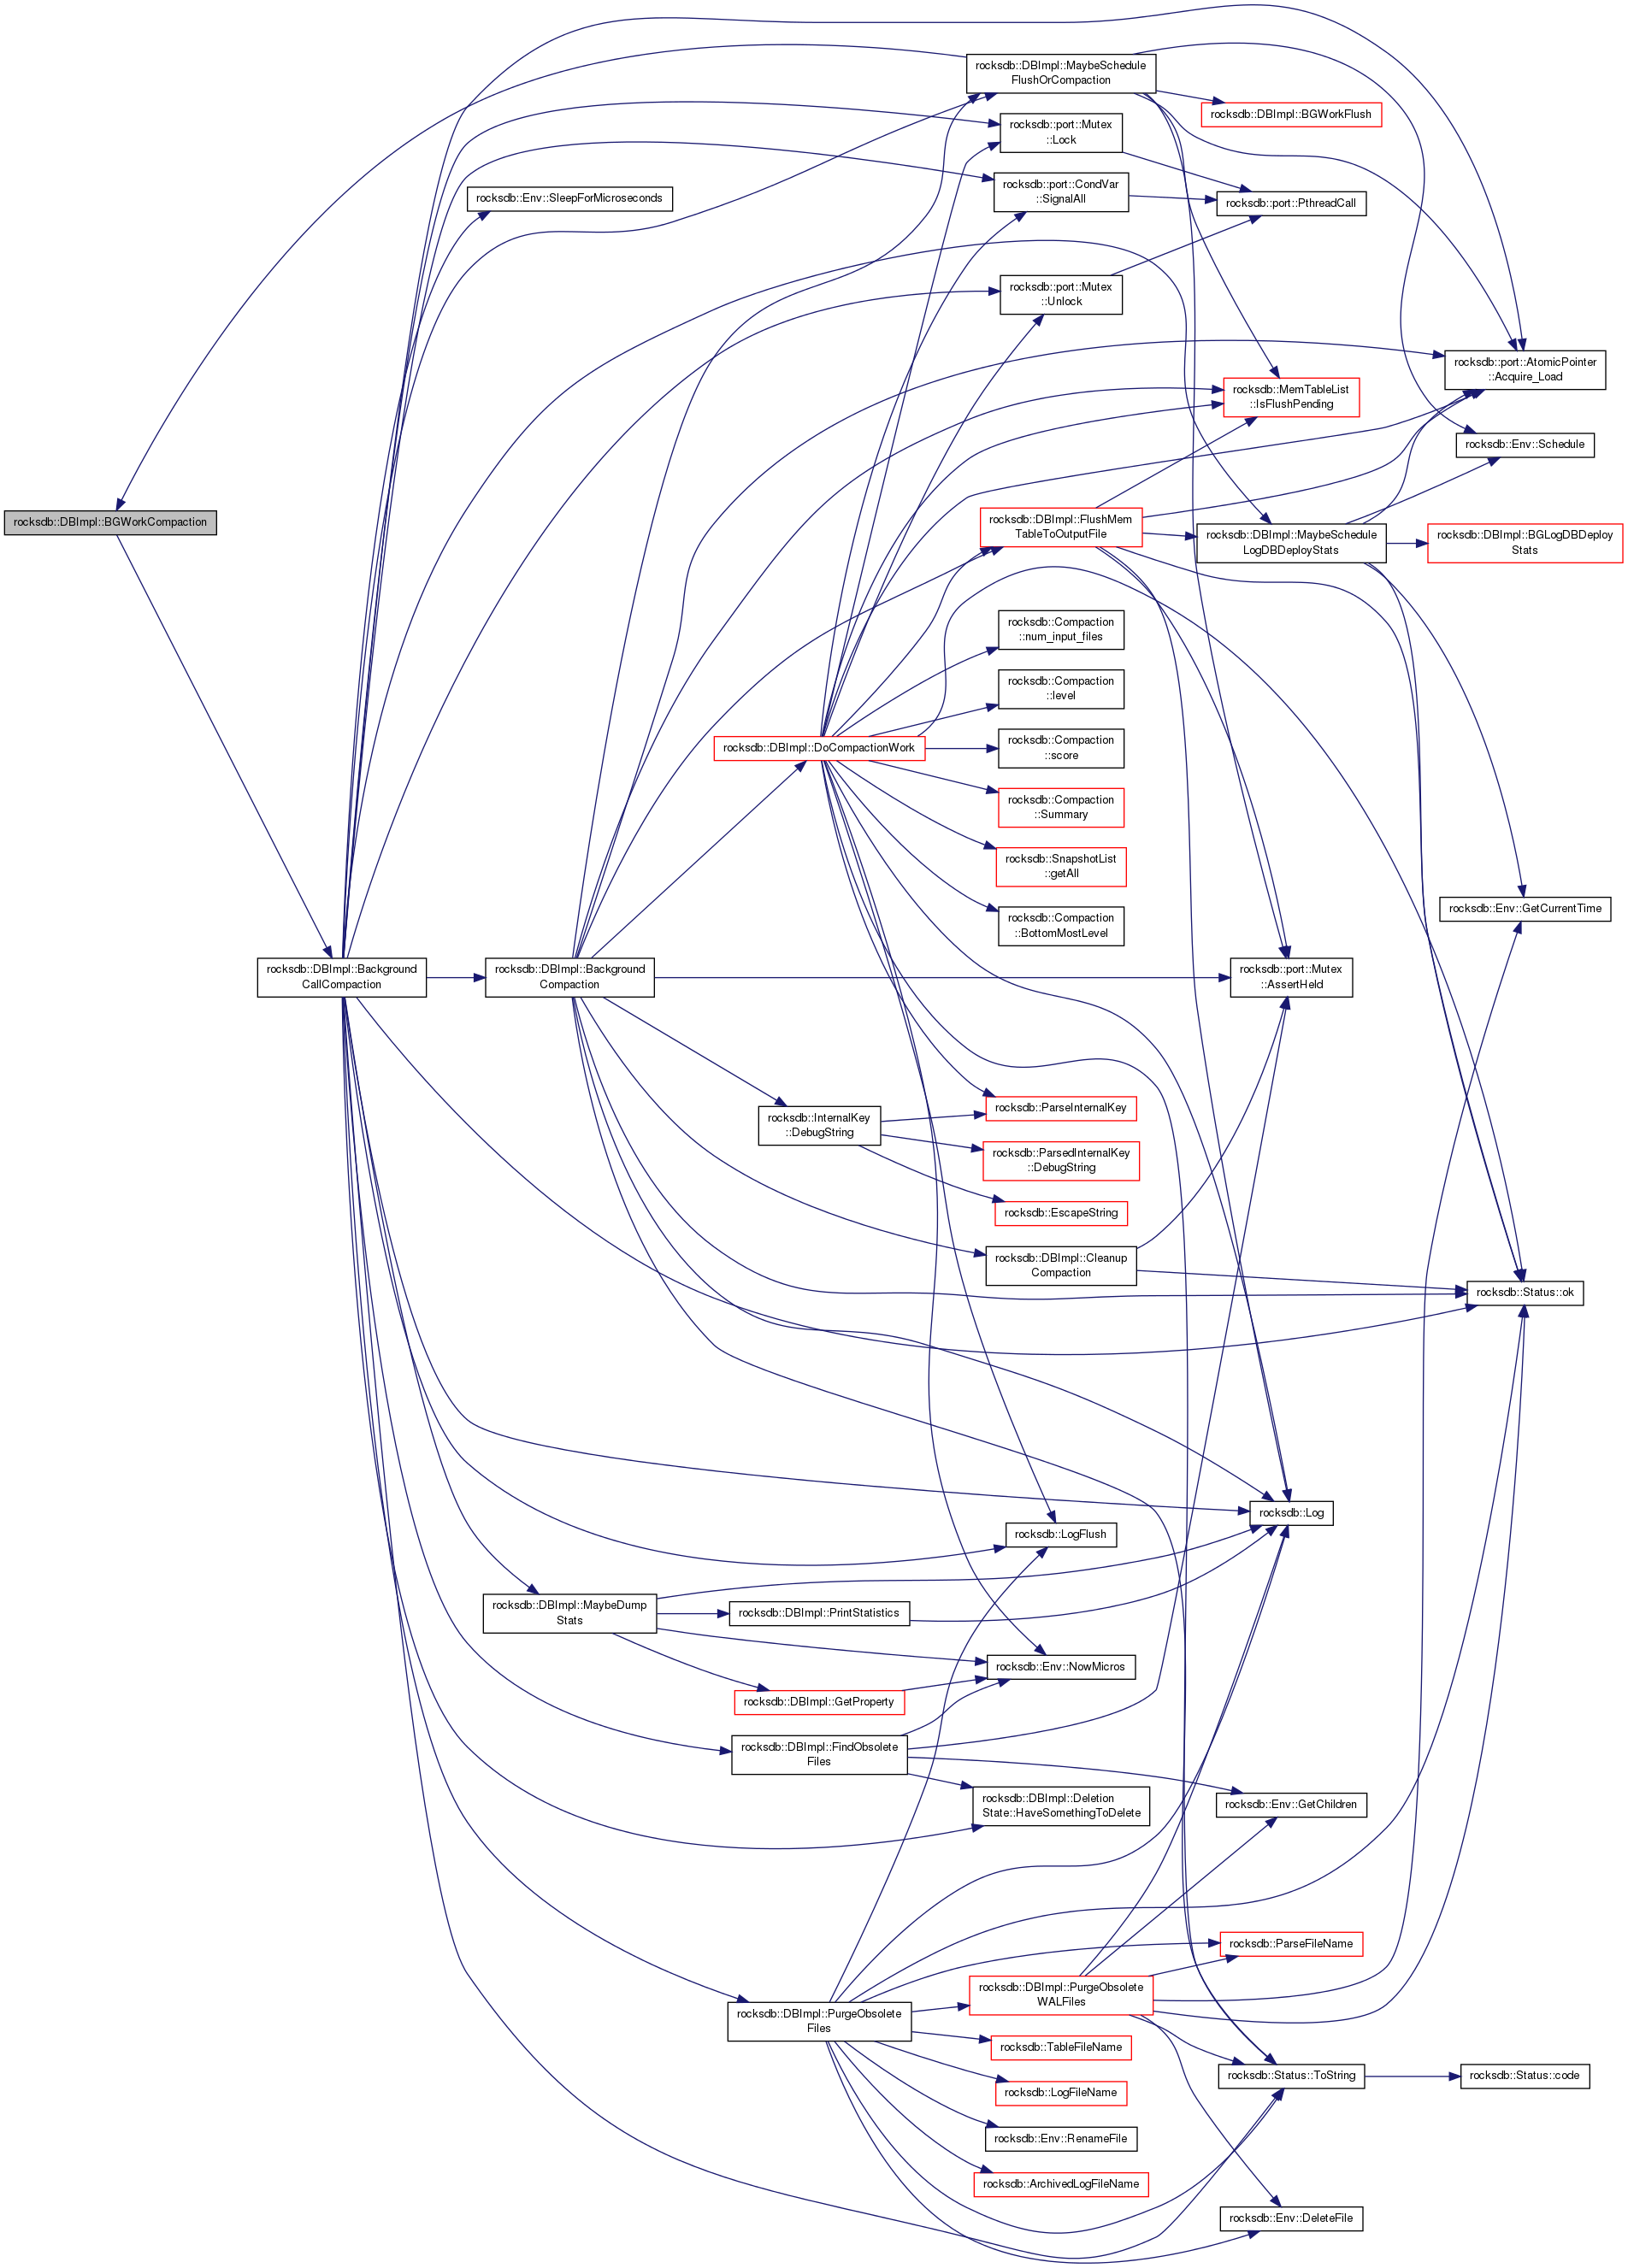 rocksdb::DBImpl::MaybeSchedule
FlushOrCompaction
rocksdb::DBImpl::BGWorkFlush
rocksdb::port::Mutex
::Lock
rocksdb::port::CondVar
::SignalAll
rocksdb::Env::SleepForMicroseconds
rocksdb::port::PthreadCall
rocksdb::port::Mutex
::Unlock
rocksdb::port::AtomicPointer
::Acquire_Load
rocksdb::MemTableList
::IsFlushPending
rocksdb::Env::Schedule
rocksdb::DBImpl::BGWorkCompaction
rocksdb::DBImpl::FlushMem
TableToOutputFile
rocksdb::DBImpl::MaybeSchedule
LogDBDeployStats
rocksdb::DBImpl::BGLogDBDeploy
Stats
rocksdb::Compaction
::num_input_files
rocksdb::Compaction
::level
rocksdb::DBImpl::DoCompactionWork
rocksdb::Compaction
::score
rocksdb::Compaction
::Summary
rocksdb::SnapshotList
::getAll
rocksdb::Compaction
::BottomMostLevel
rocksdb::Env::GetCurrentTime
rocksdb::DBImpl::Background
CallCompaction
rocksdb::DBImpl::Background
Compaction
rocksdb::port::Mutex
::AssertHeld
rocksdb::InternalKey
::DebugString
rocksdb::ParseInternalKey
rocksdb::ParsedInternalKey
::DebugString
rocksdb::EscapeString
rocksdb::DBImpl::Cleanup
Compaction
rocksdb::Status::ok
rocksdb::Log
rocksdb::LogFlush
rocksdb::DBImpl::MaybeDump
Stats
rocksdb::DBImpl::PrintStatistics
rocksdb::Env::NowMicros
rocksdb::DBImpl::GetProperty
rocksdb::DBImpl::FindObsolete
Files
rocksdb::DBImpl::Deletion
State::HaveSomethingToDelete
rocksdb::Env::GetChildren
rocksdb::ParseFileName
rocksdb::DBImpl::PurgeObsolete
WALFiles
rocksdb::DBImpl::PurgeObsolete
Files
rocksdb::TableFileName
rocksdb::Status::ToString
rocksdb::Status::code
rocksdb::LogFileName
rocksdb::Env::RenameFile
rocksdb::ArchivedLogFileName
rocksdb::Env::DeleteFile